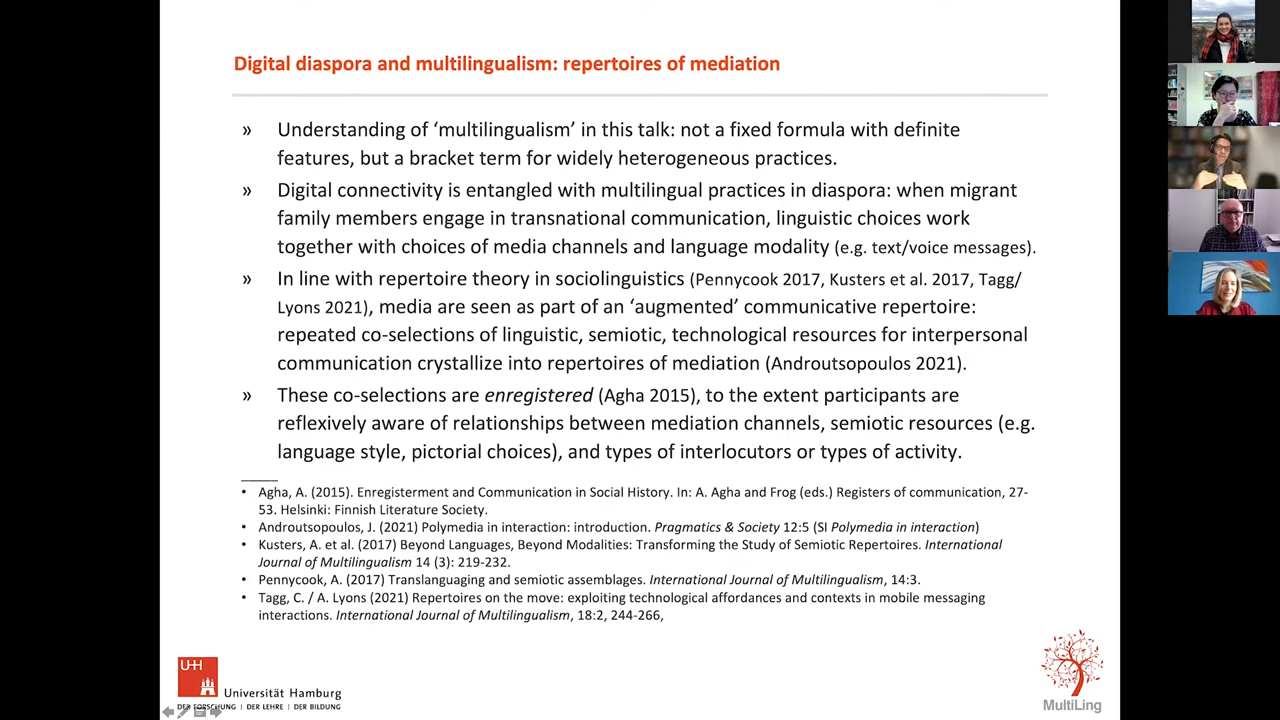 Digital diaspora and multilingualism: repertoires of mediation
» Understanding of ‘multilingualism’ in this talk: not a fixed formula with definite
features, but a bracket term for widely heterogeneous practices.
» Digital connectivity is entangled with multilingual practices in diaspora: when migrant
family members engage in transnational communication, linguistic choices work
together with choices of media channels and language modality (e.g. text/voice messages).
» In line with repertoire theory in sociolinguistics (Pennycook 2017, Kusters et al. 2017, Tagg/
Lyons 2021), media are seen as part of an ‘augmented’ communicative repertoire:
repeated co-selections of linguistic, semiotic, technological resources for interpersonal
communication crystallize into repertoires of mediation (Androutsopoulos 2021).
» These co-selections are enregistered (Agha 2015), to the extent participants are
reflexively aware of relationships between mediation channels, semiotic resources (e.g.
language style, pictorial choices), and types of interlocutors or types of activity.
• Agha, A. (2015). Enregisterment and Communication in Social History. In: A. Agha and Frog (eds.) Registers of communication, 27-
53. Helsinki: Finnish Literature Society.
• Androutsopoulos, J. (2021) Polymedia in interaction: introduction. Pragmatics & Society 12:5 (SI Polymedia in interaction)
• Kusters, A. et al. (2017) Beyond Languages, Beyond Modalities: Transforming the Study of Semiotic Repertoires. International
Journal of Multilingualism 14 (3): 219-232.
• Pennycook, A. (2017) Translanguaging and semiotic assemblages. International Journal of Multilingualism, 14:3.
• Tagg, C. / A. Lyons (2021) Repertoires on the move: exploiting technological affordances and contexts in mobile messaging
interactions. International Journal of Multilingualism, 18:2, 244-266,
UH
Universität Hamburg
DER FORSCHUNG | DER LEHRE | DER BILDUNG
MultiLing